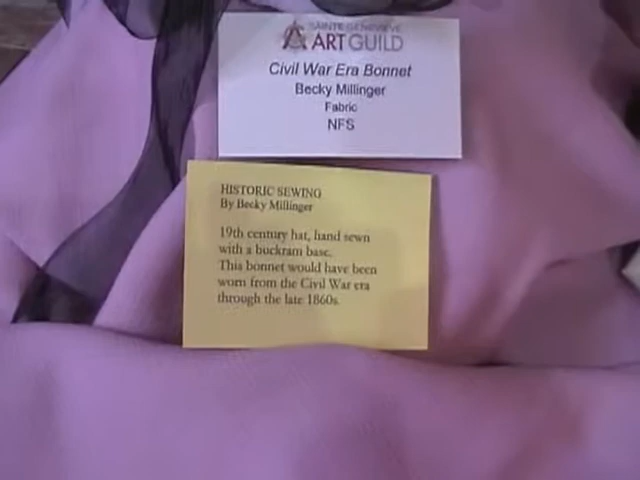 SAINTE GENEVIEVE
ART GUILD
Civil War Era Bonnet
Becky Millinger
Fabric
NFS
HISTORIC SEWING
By Becky Millinger
19th century hat, hand sewn
with a buckram base.
This bonnet would have been
worn from the Civil War era
through the late 1860s.